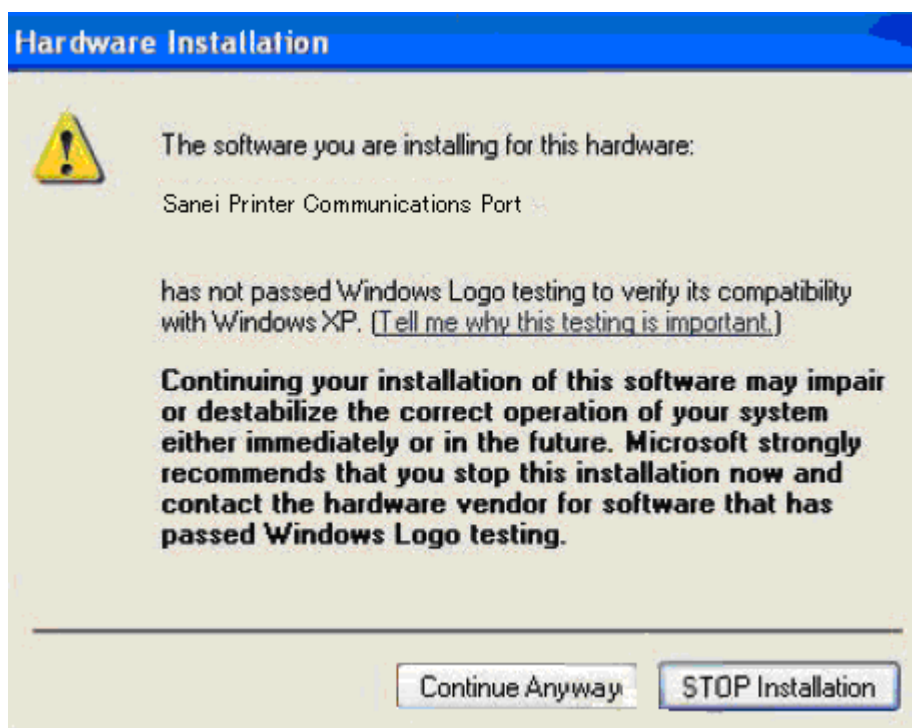 Hardware Installation
The software you are installing for this hardware:
Sanei Printer Communications Port
has not passed Windows Logo testing to verify its compatibility
with Windows XP. (Tell me why this testing is important.)
Continuing your installation of this software may impair
or destabilize the correct operation of your system
either immediately or in the future. Microsoft strongly
recommends that you stop this installation now and
contact the hardware vendor for software that has
passed Windows Logo testing.
Continue Anyway STOP Installation